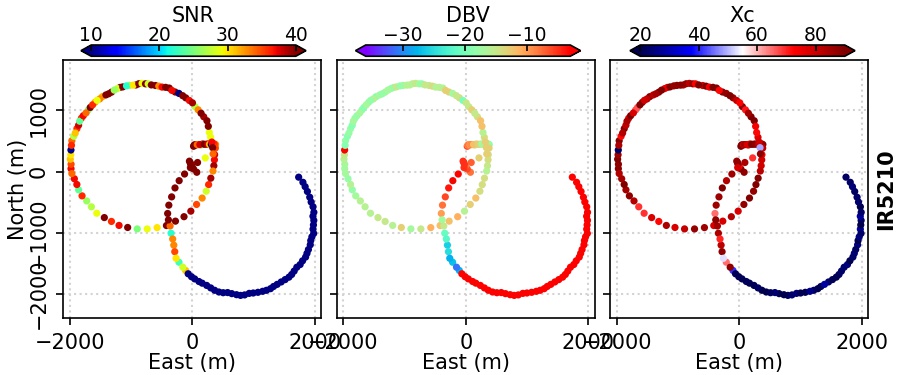 SNR DBV Xc
10 20 30 40 −30 −20 −10 20 40 60 80
1000
0
−1000
−2000
North (m)
IR5210
−2000 0 2000 −2000 0 2000 −2000 0 2000
East (m) East (m) East (m)